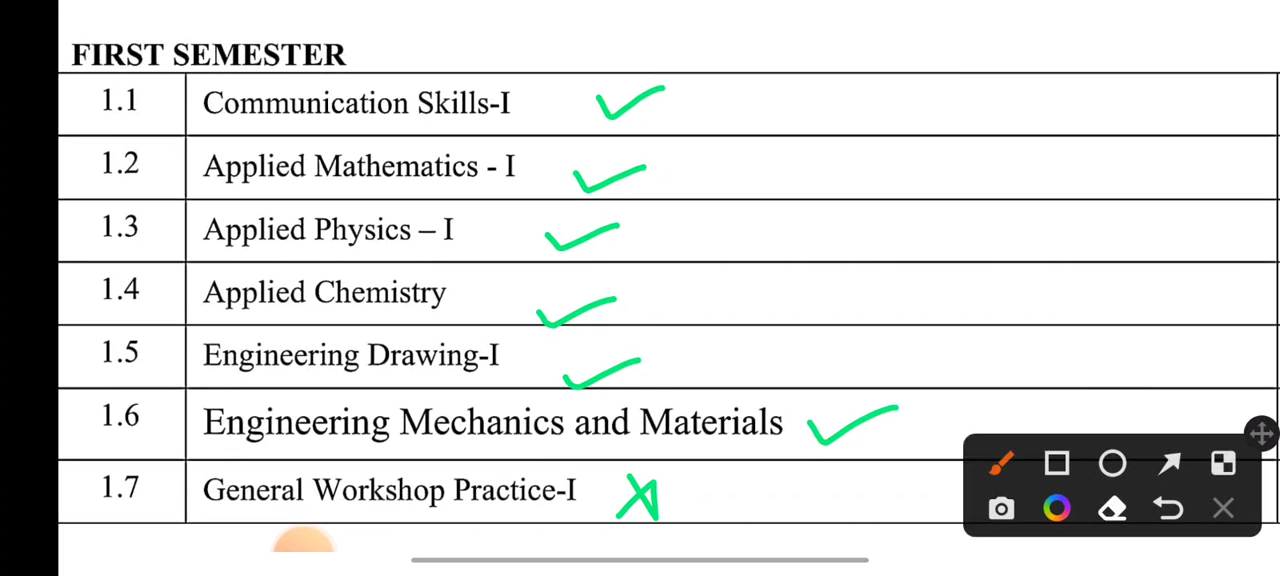 FIRST SEMESTER
1.1 Communication Skills-I
1.2 Applied Mathematics - I
1.3 Applied Physics – I
1.4 Applied Chemistry
1.5 Engineering Drawing-I
1.6 Engineering Mechanics and Materials
1.7 General Workshop Practice-I